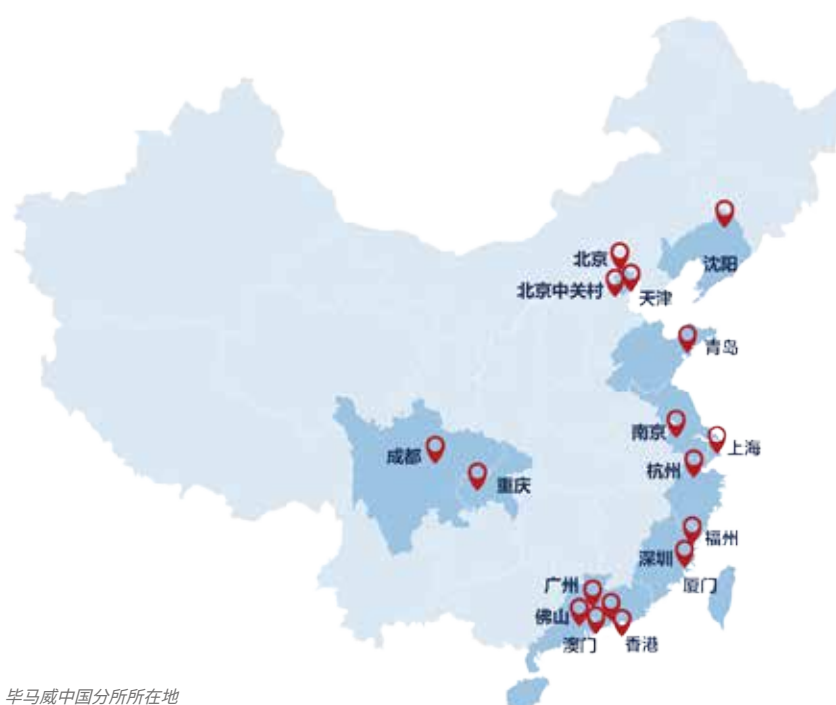 北京
沈阳
北京中关村
天津
青岛
南京
上海
成都
杭州
重庆
福州
深圳
广州
厦门
佛山
澳门
香港
毕马威中国分所所在地